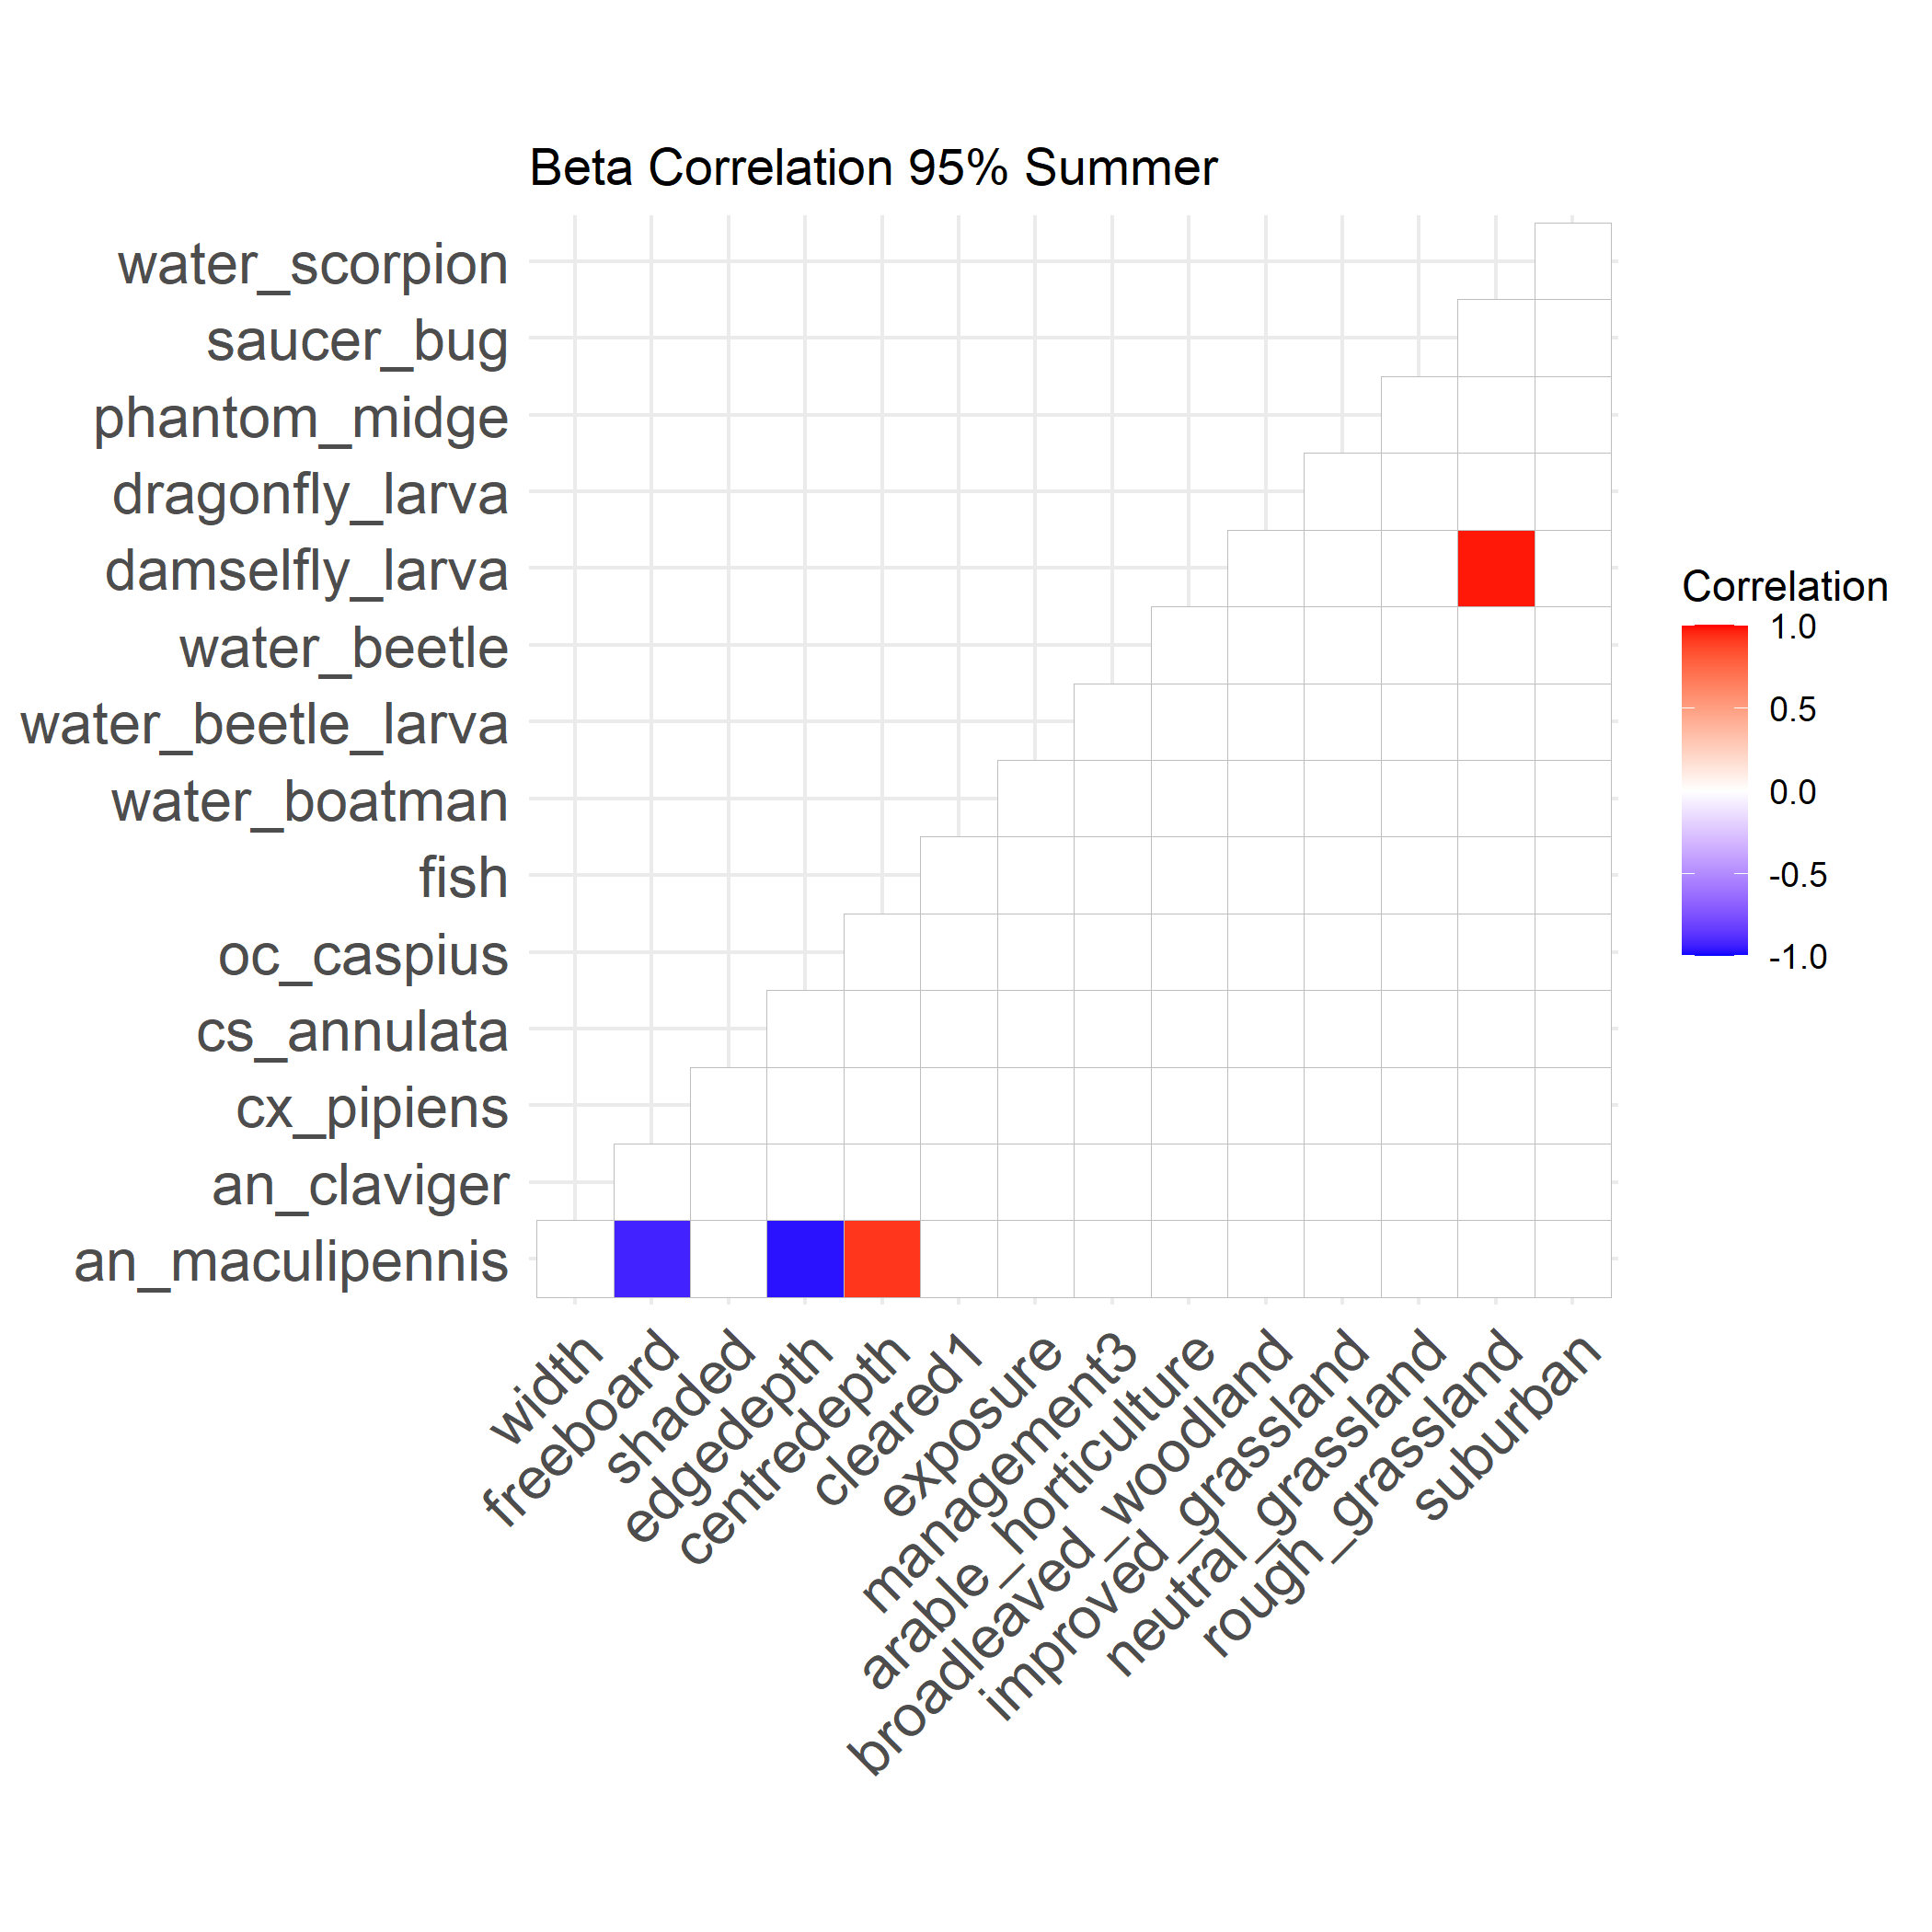 Beta Correlation 95% Summer
water_scorpion
saucer_bug
phantom_midge
dragonfly_larva
damselfly_larva
water_beetle
water_beetle_larva
water_boatman
fish
oc_caspius
cs_annulata
cx_pipiens
an_claviger
an_maculipennis
width
freeboard
shaded
edgedepth
centredepth
cleared1
exposure
management3
arable_horticulture
broadleaved_woodland
improved_grassland
neutral_grassland
rough_grassland
suburban
Correlation
1.0
0.5
0.0
-0.5
-1.0